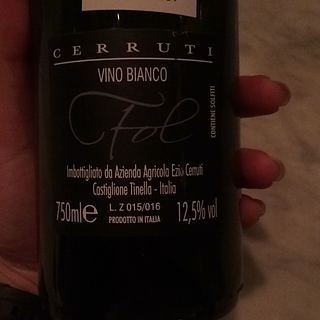 CERRUTI
VINO BIANCO
Fol
CONTIENE SOLFITI
Imbottigliato da Azienda Agricola Ezio Cerruti
Castiglione Tinella - Italia
750ml e L. Z 015/016 12,5% vol
PRODOTTO IN ITALIA